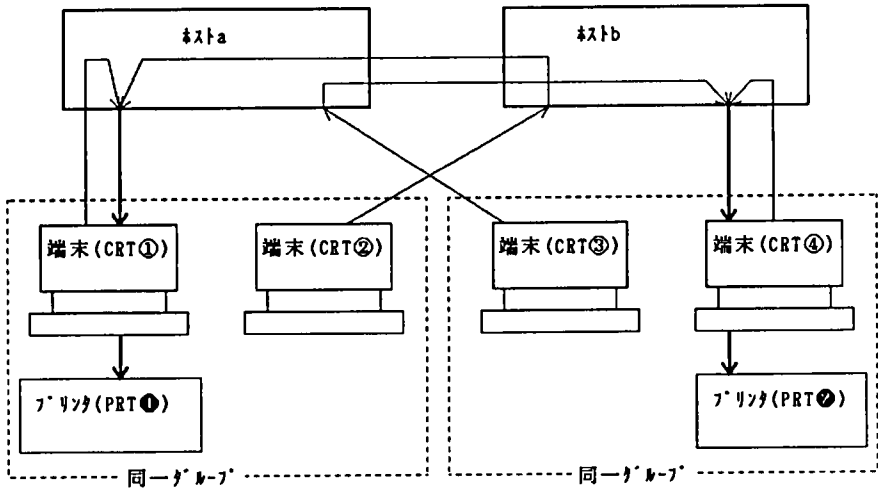 ﾎｽﾄa
ﾎｽﾄb
端末(CRT①)
端末(CRT②)
端末(CRT③)
端末(CRT④)
ﾌﾟﾘﾝﾀ(PRT❶)
ﾌﾟﾘﾝﾀ(PRT❷)
同一ｸﾞﾙｰﾌﾟ
同一ｸﾞﾙｰﾌﾟ